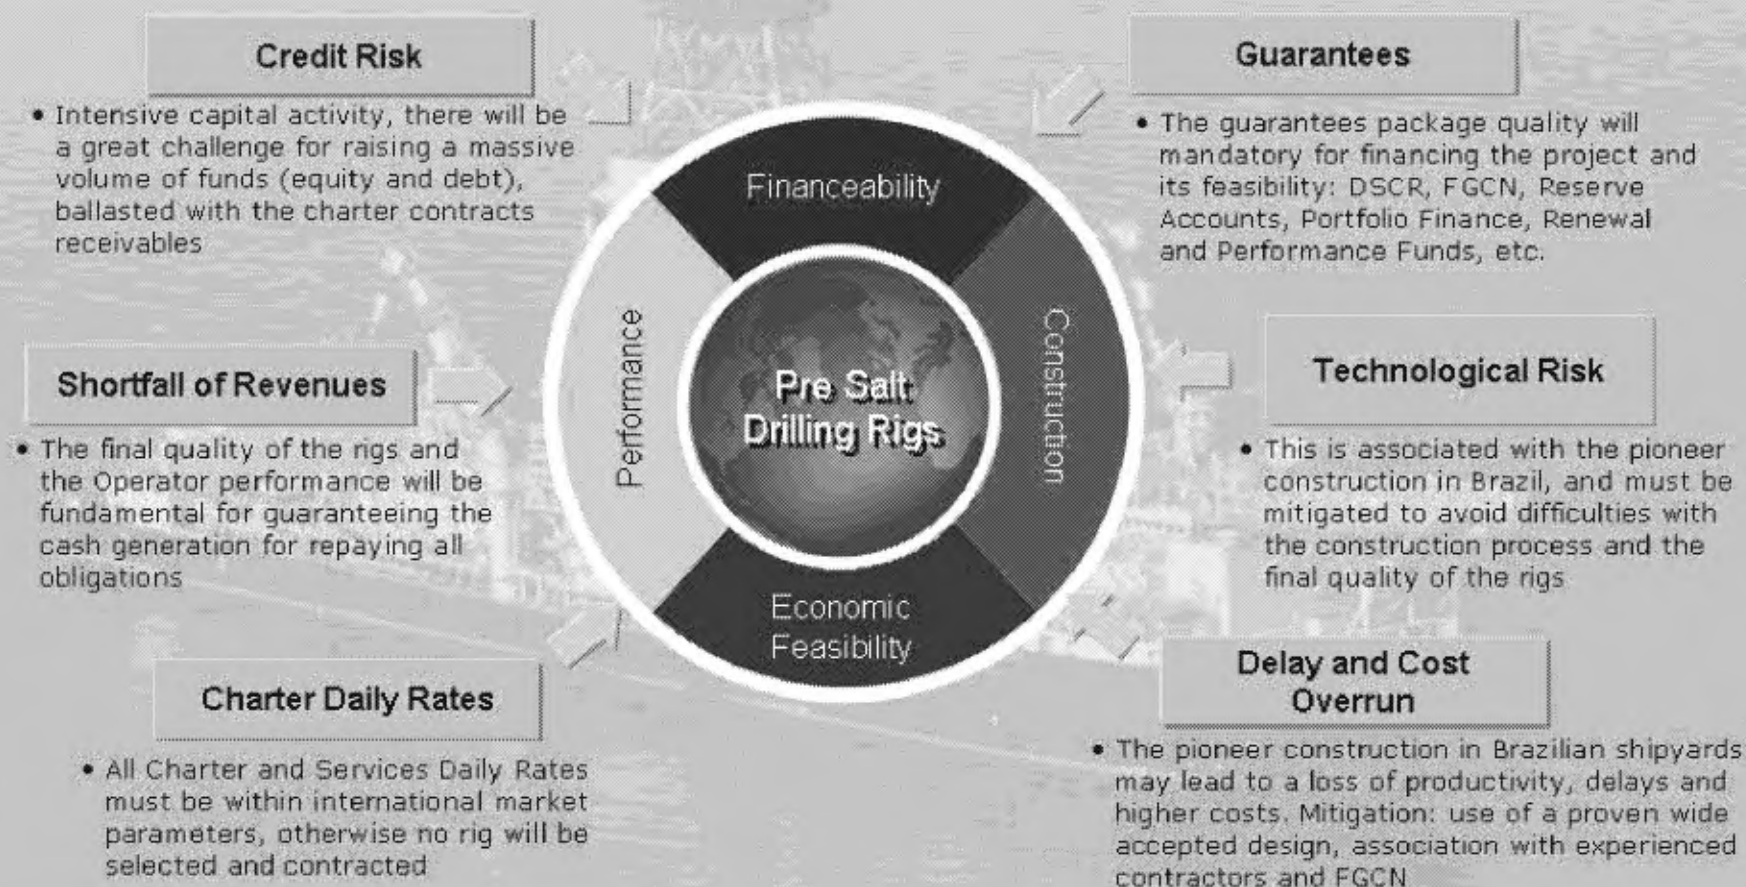 Credit Risk
• Intensive capital activity, there will be
a great challenge for raising a massive
volume of funds (equity and debt),
ballasted with the charter contracts
receivables
Guarantees
• The guarantees package quality will
mandatory for financing the project and
its feasibility: DSCR, FGCN, Reserve
Accounts, Portfolio Finance, Renewal
and Performance Funds, etc.
Financeability
Performance
Construction
Pre Salt
Drilling Rigs
Economic
Feasibility
Shortfall of Revenues
• The final quality of the rigs and
the Operator performance will be
fundamental for guaranteeing the
cash generation for repaying all
obligations
Technological Risk
• This is associated with the pioneer
construction in Brazil, and must be
mitigated to avoid difficulties with
the construction process and the
final quality of the rigs
Charter Daily Rates
• All Charter and Services Daily Rates
must be within international market
parameters, otherwise no rig will be
selected and contracted
Delay and Cost
Overrun
• The pioneer construction in Brazilian shipyards
may lead to a loss of productivity, delays and
higher costs. Mitigation: use of a proven wide
accepted design, association with experienced
contractors and FGCN